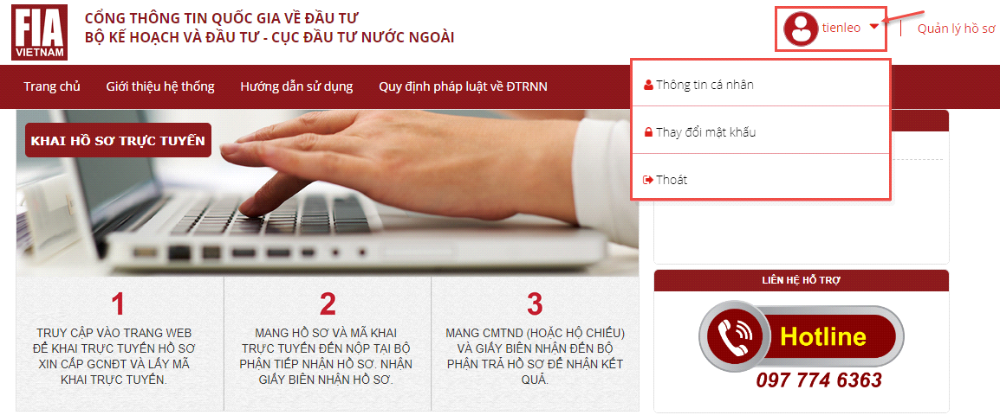 FIA
VIETNAM
CỔNG THÔNG TIN QUỐC GIA VỀ ĐẦU TƯ
BỘ KẾ HOẠCH VÀ ĐẦU TƯ - CỤC ĐẦU TƯ NƯỚC NGOÀI
tienleo
Quản lý hồ sơ
Trang chủ
Giới thiệu hệ thống
Hướng dẫn sử dụng
Quy định pháp luật về ĐTRNN
Thông tin cá nhân
Thay đổi mật khẩu
Thoát
KHAI HỒ SƠ TRỰC TUYẾN
1
TRUY CẬP VÀO TRANG WEB
ĐỂ KHAI TRỰC TUYẾN HỒ SƠ
XIN CẤP GCNĐT VÀ LẤY MÃ
KHAI TRỰC TUYẾN.
2
MANG HỒ SƠ VÀ MÃ KHAI
TRỰC TUYẾN ĐẾN NỘP TẠI BỘ
PHẬN TIẾP NHẬN HỒ SƠ. NHẬN
GIẤY BIÊN NHẬN HỒ SƠ.
3
MANG CMTND (HOẶC HỘ CHIẾU)
VÀ GIẤY BIÊN NHẬN ĐẾN BỘ
PHẬN TRẢ HỒ SƠ ĐỂ NHẬN KẾT
QUẢ.
LIÊN HỆ HỖ TRỢ
Hotline
097 774 6363